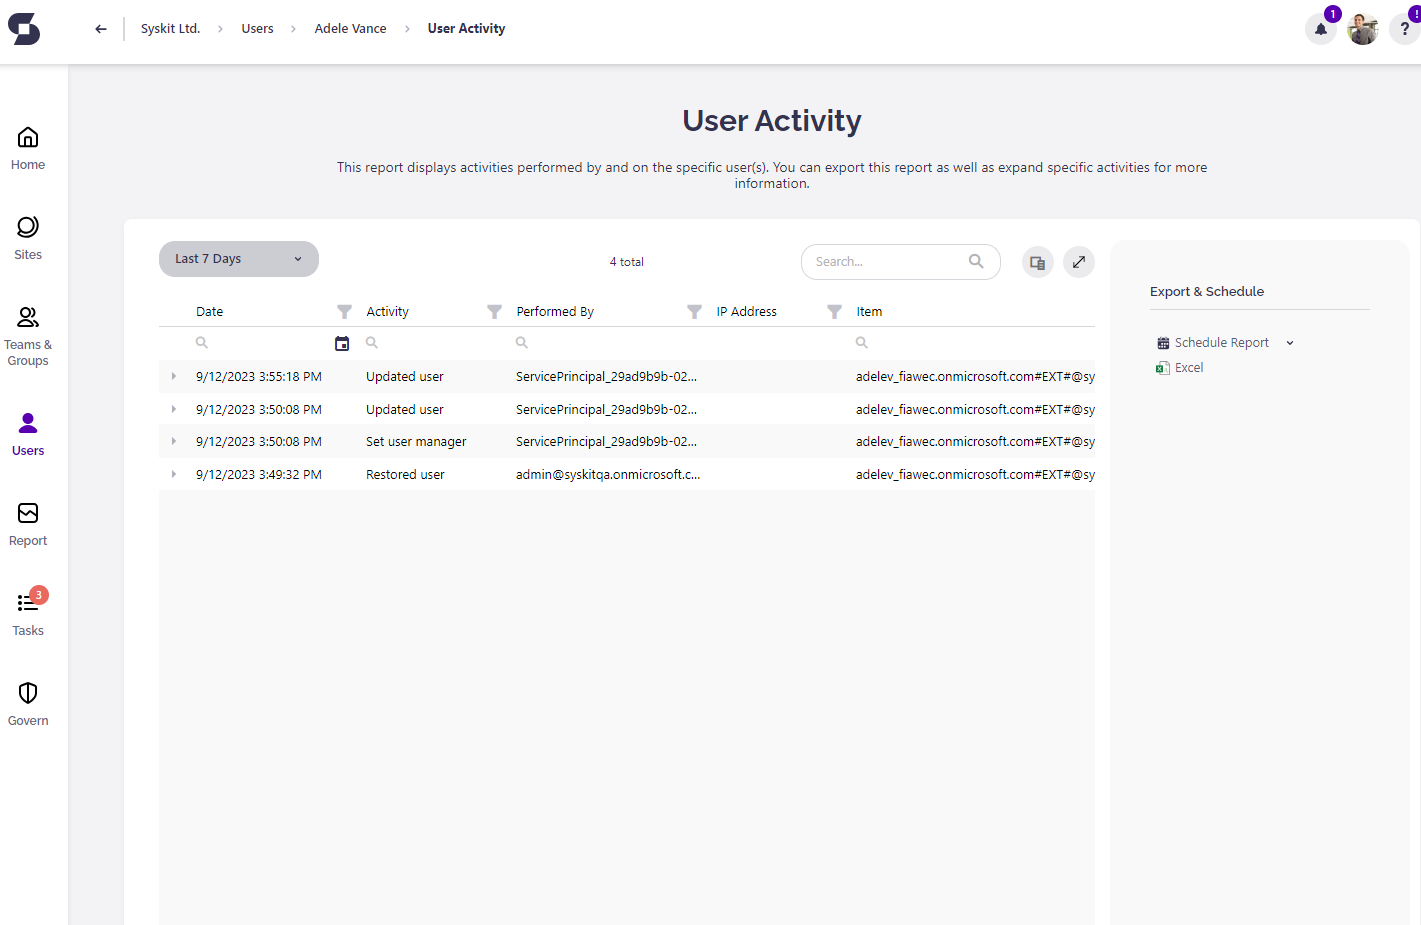 Syskit Ltd. > Users > Adele Vance > User Activity
1
!
?
Home
Sites
Teams &
Groups
Users
Report
3
Tasks
Govern
User Activity
This report displays activities performed by and on the specific user(s). You can export this report as well as expand specific activities for more
information.
Last 7 Days
4 total
Search...
Date Activity Performed By IP Address Item
9/12/2023 3:55:18 PM Updated user ServicePrincipal_29ad9b9b-02... adelev_fiawec.onmicrosoft.com#EXT#@sy
9/12/2023 3:50:08 PM Updated user ServicePrincipal_29ad9b9b-02... adelev_fiawec.onmicrosoft.com#EXT#@sy
9/12/2023 3:50:08 PM Set user manager ServicePrincipal_29ad9b9b-02... adelev_fiawec.onmicrosoft.com#EXT#@sy
9/12/2023 3:49:32 PM Restored user admin@syskitqa.onmicrosoft.c... adelev_fiawec.onmicrosoft.com#EXT#@sy
Export & Schedule
Schedule Report
Excel